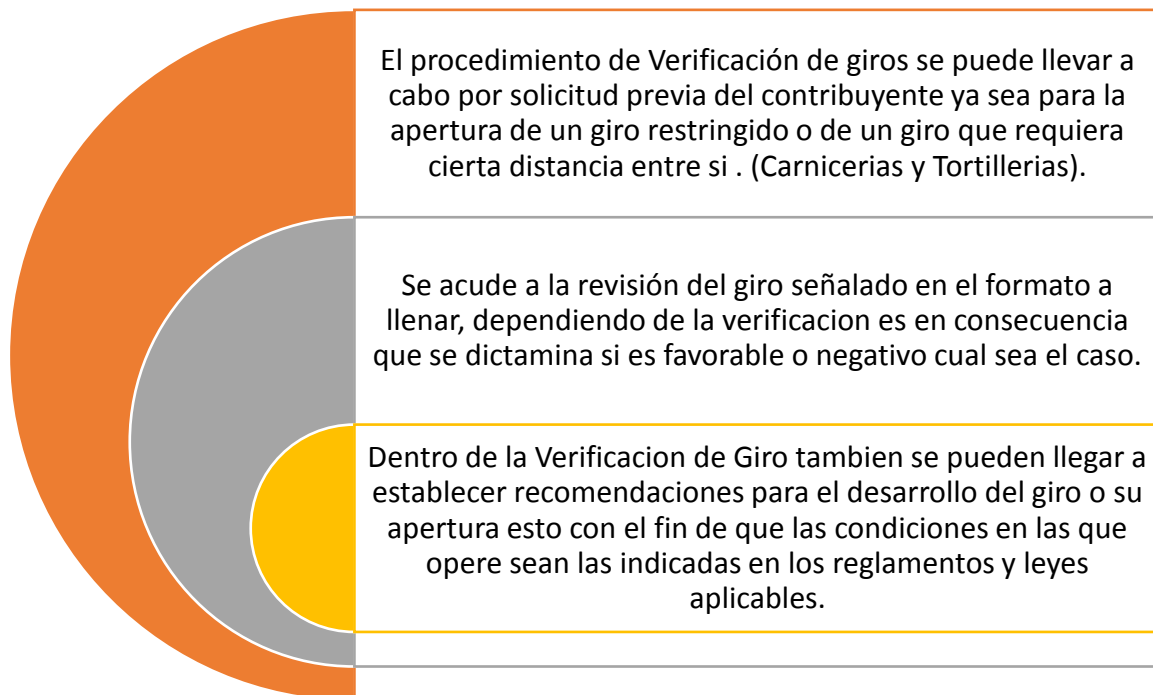 El procedimiento de Verificación de giros se puede llevar a
cabo por solicitud previa del contribuyente ya sea para la
apertura de un giro restringido o de un giro que requiera
cierta distancia entre si . (Carnicerias y Tortillerias).
Se acude a la revisión del giro señalado en el formato a
llenar, dependiendo de la verificacion es en consecuencia
que se dictamina si es favorable o negativo cual sea el caso.
Dentro de la Verificacion de Giro tambien se pueden llegar a
establecer recomendaciones para el desarrollo del giro o su
apertura esto con el fin de que las condiciones en las que
opere sean las indicadas en los reglamentos y leyes
aplicables.